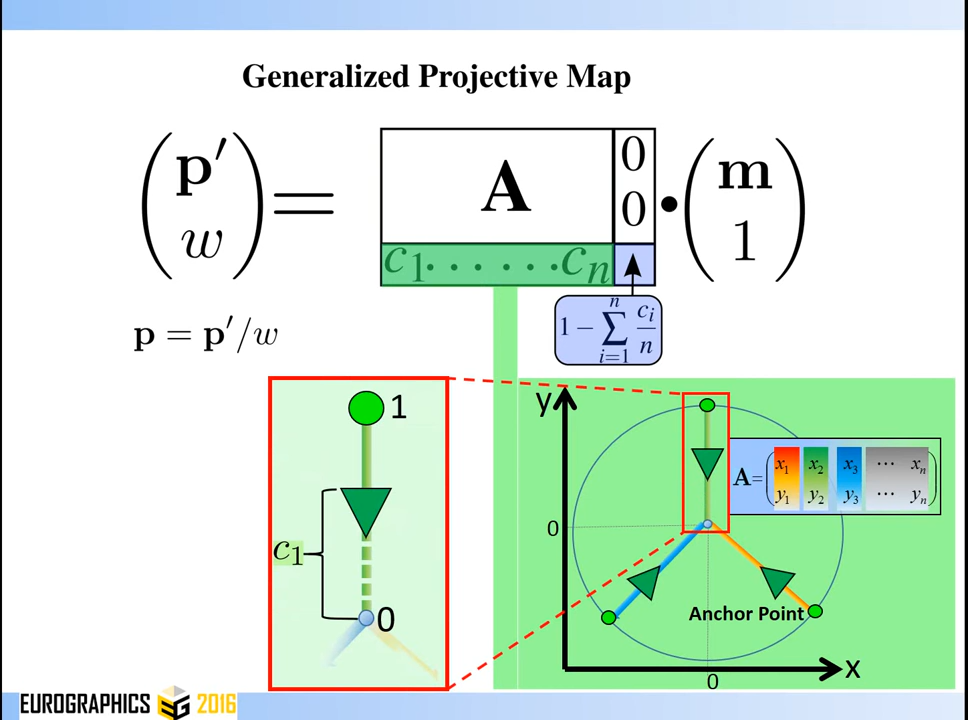 Generalized Projective Map
(p′ w) = (A 0 0 c₁......cₙ) • (m 1)
1 − ∑ⁿᵢ₌₁ cᵢ/n
p = p′/w
1
c₁
0
y
0
A= (x₁ x₂ x₃ ... xₙ
y₁ y₂ y₃ ... yₙ)
Anchor Point
x
0
EUROGRAPHICS 2016